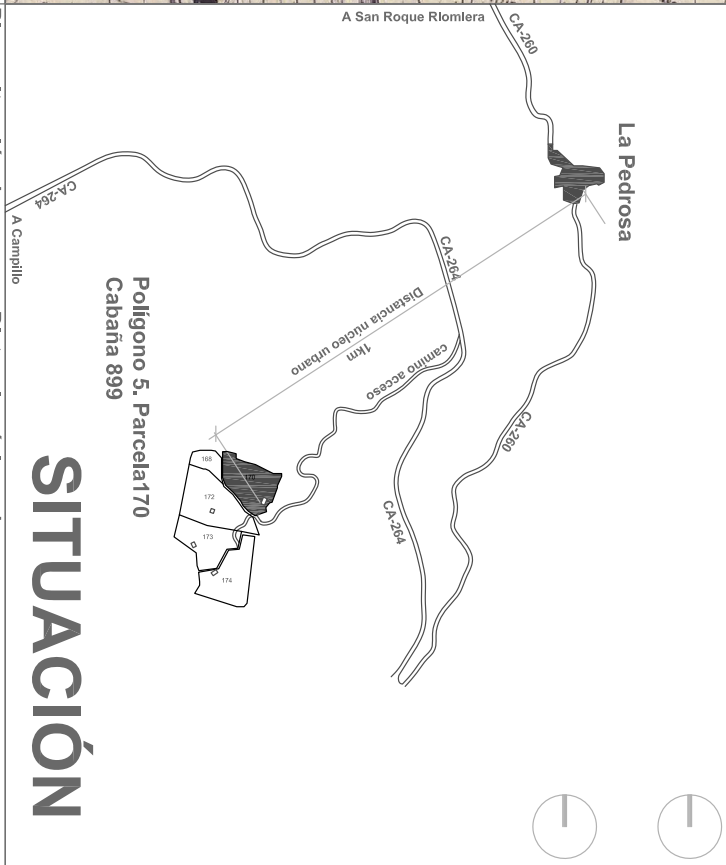 A San Roque RIomlera
CA-260
La Pedrosa
CA-264
A Campillo
CA-264
Distancia núcleo urbano
1km
camino acceso
CA-260
CA-264
Polígono 5. Parcela170
Cabaña 899
168
172
173
174
SITUACIÓN